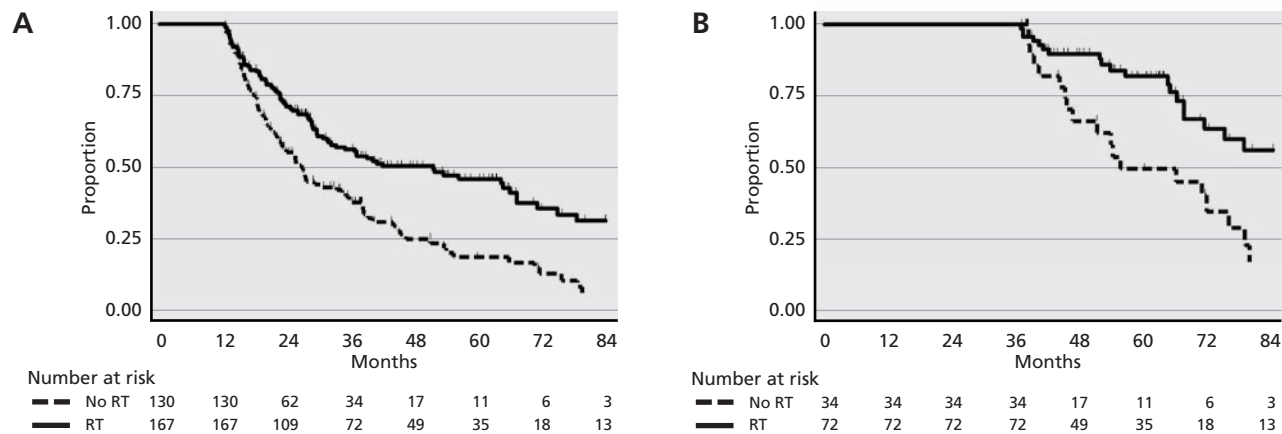 A
Proportion
1.00
0.75
0.50
0.25
0.00
0 12 24 36 48 60 72 84
Months
Number at risk
No RT 130 130 62 34 17 11 6 3
RT 167 167 109 72 49 35 18 13
B
Proportion
1.00
0.75
0.50
0.25
0.00
0 12 24 36 48 60 72 84
Months
Number at risk
No RT 34 34 34 34 17 11 6 3
RT 72 72 72 72 49 35 18 13